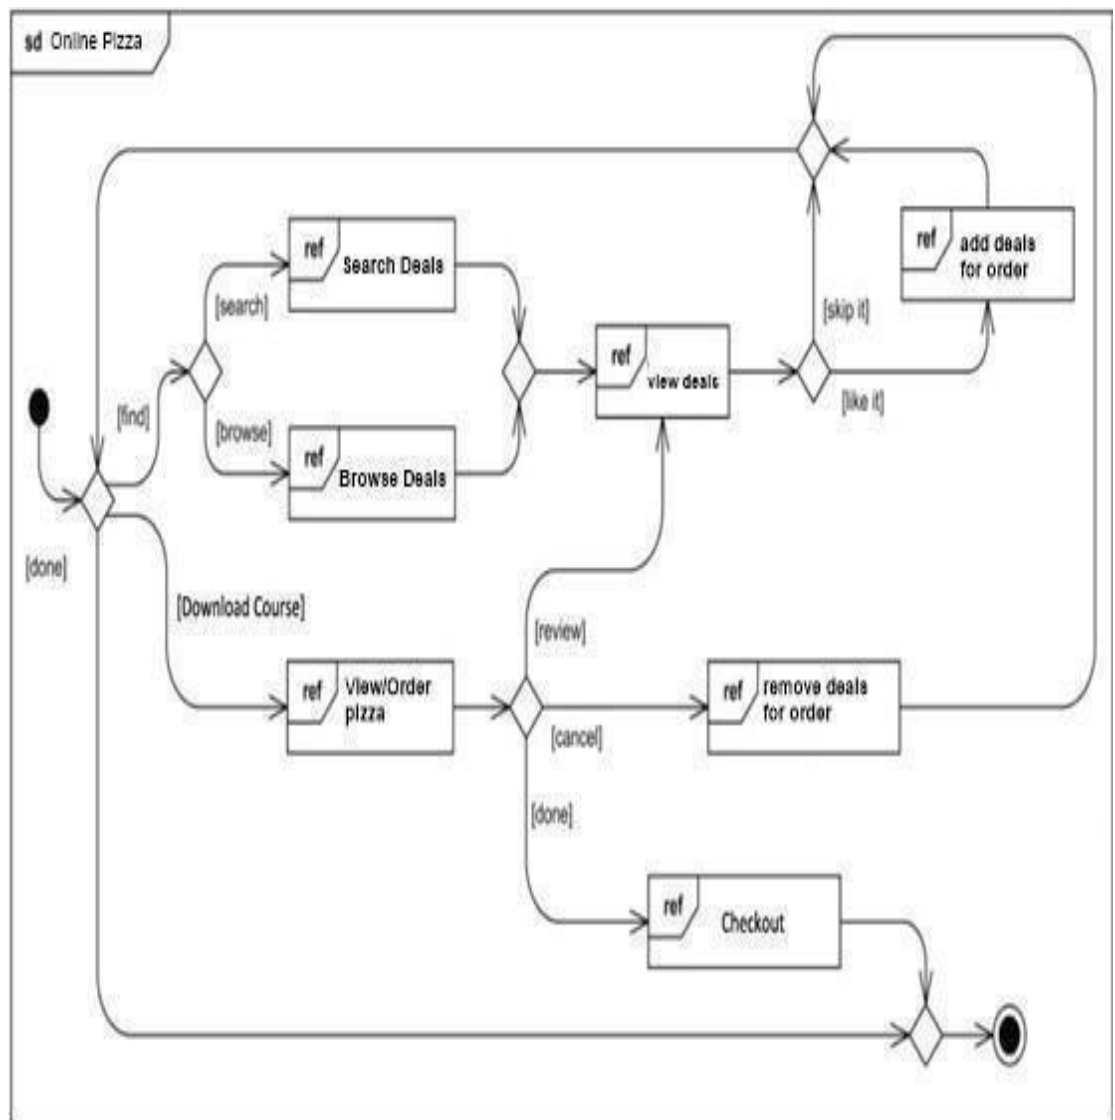 sd Online Pizza
ref
Search Deals
[search]
ref
add deals
for order
[skip it]
ref
view deals
[like it]
[find]
[browse]
ref
Browse Deals
[done]
[Download Course]
[review]
ref
View/Order
pizza
ref
remove deals
for order
[cancel]
[done]
ref
Checkout